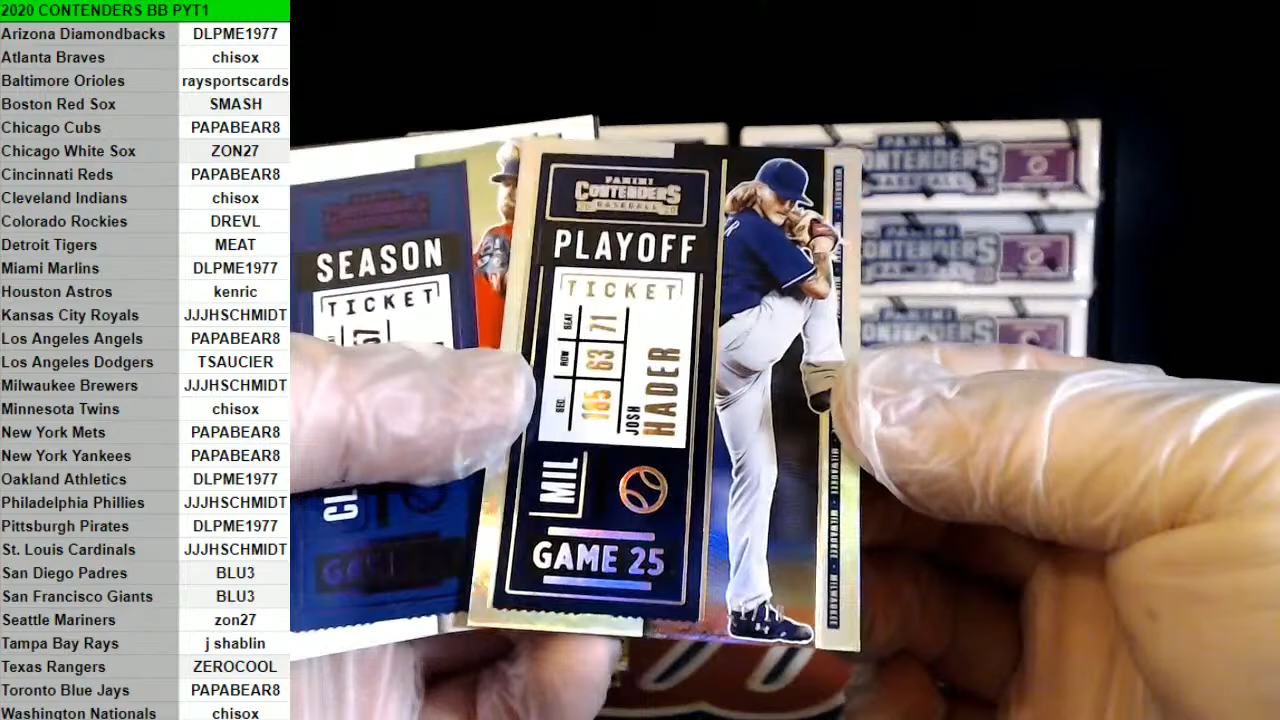 2020 CONTENDERS BB PYT1
Arizona Diamondbacks DLPME1977
Atlanta Braves chisox
Baltimore Orioles raysportscards
Boston Red Sox SMASH
Chicago Cubs PAPABEAR8
Chicago White Sox ZON27
Cincinnati Reds PAPABEAR8
Cleveland Indians chisox
Colorado Rockies DREVL
Detroit Tigers MEAT
Miami Marlins DLPME1977
Houston Astros kenric
Kansas City Royals JJJHSCHMIDT
Los Angeles Angels PAPABEAR8
Los Angeles Dodgers TSAUCIER
Milwaukee Brewers JJJHSCHMIDT
Minnesota Twins chisox
New York Mets PAPABEAR8
New York Yankees PAPABEAR8
Oakland Athletics DLPME1977
Philadelphia Phillies JJJHSCHMIDT
Pittsburgh Pirates DLPME1977
St. Louis Cardinals JJJHSCHMIDT
San Diego Padres BLU3
San Francisco Giants BLU3
Seattle Mariners zon27
Tampa Bay Rays j shablin
Texas Rangers ZEROCOOL
Toronto Blue Jays PAPABEAR8
Washington Nationals chisox
SEASON
TICKET
PANINI
CONTENDERS
BASEBALL
PLAYOFF
TICKET
SEAT 71
ROW 63
SEC. 185
JOSH
HADER
MIL
GAME 25
MILWAUKEE • MILWAUKEE • MILWAUKEE
PANINI
CONTENDERS
BASEBALL
CONTENDERS